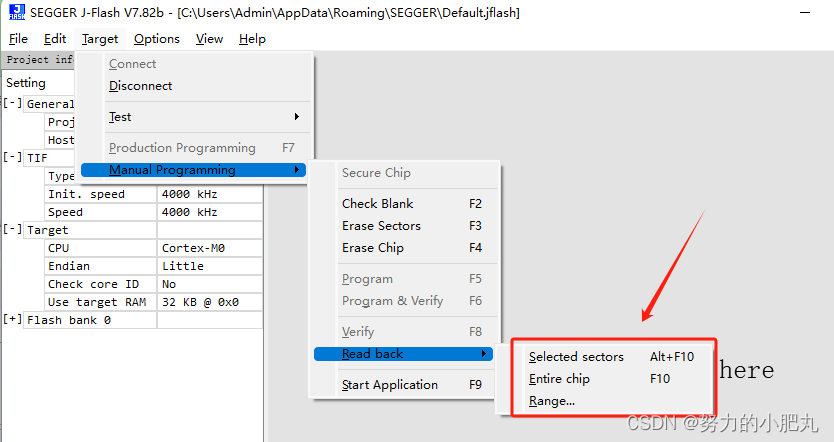 SEGGER J-Flash V7.82b - [C:\Users\Admin\AppData\Roaming\SEGGER\Default.jflash]
File Edit Target Options View Help
Project inf
Setting
[-] General
Proj
Host
[-] TIF
Type
Init. speed 4000 kHz
Speed 4000 kHz
[-] Target
CPU Cortex-M0
Endian Little
Check core ID No
Use target RAM 32 KB @ 0x0
[+] Flash bank 0
Connect
Disconnect
Test
Production Programming F7
Manual Programming
Secure Chip
Check Blank F2
Erase Sectors F3
Erase Chip F4
Program F5
Program & Verify F6
Verify F8
Read back
Start Application F9
Selected sectors Alt+F10
Entire chip F10
Range...
here
CSDN @努力的小肥丸